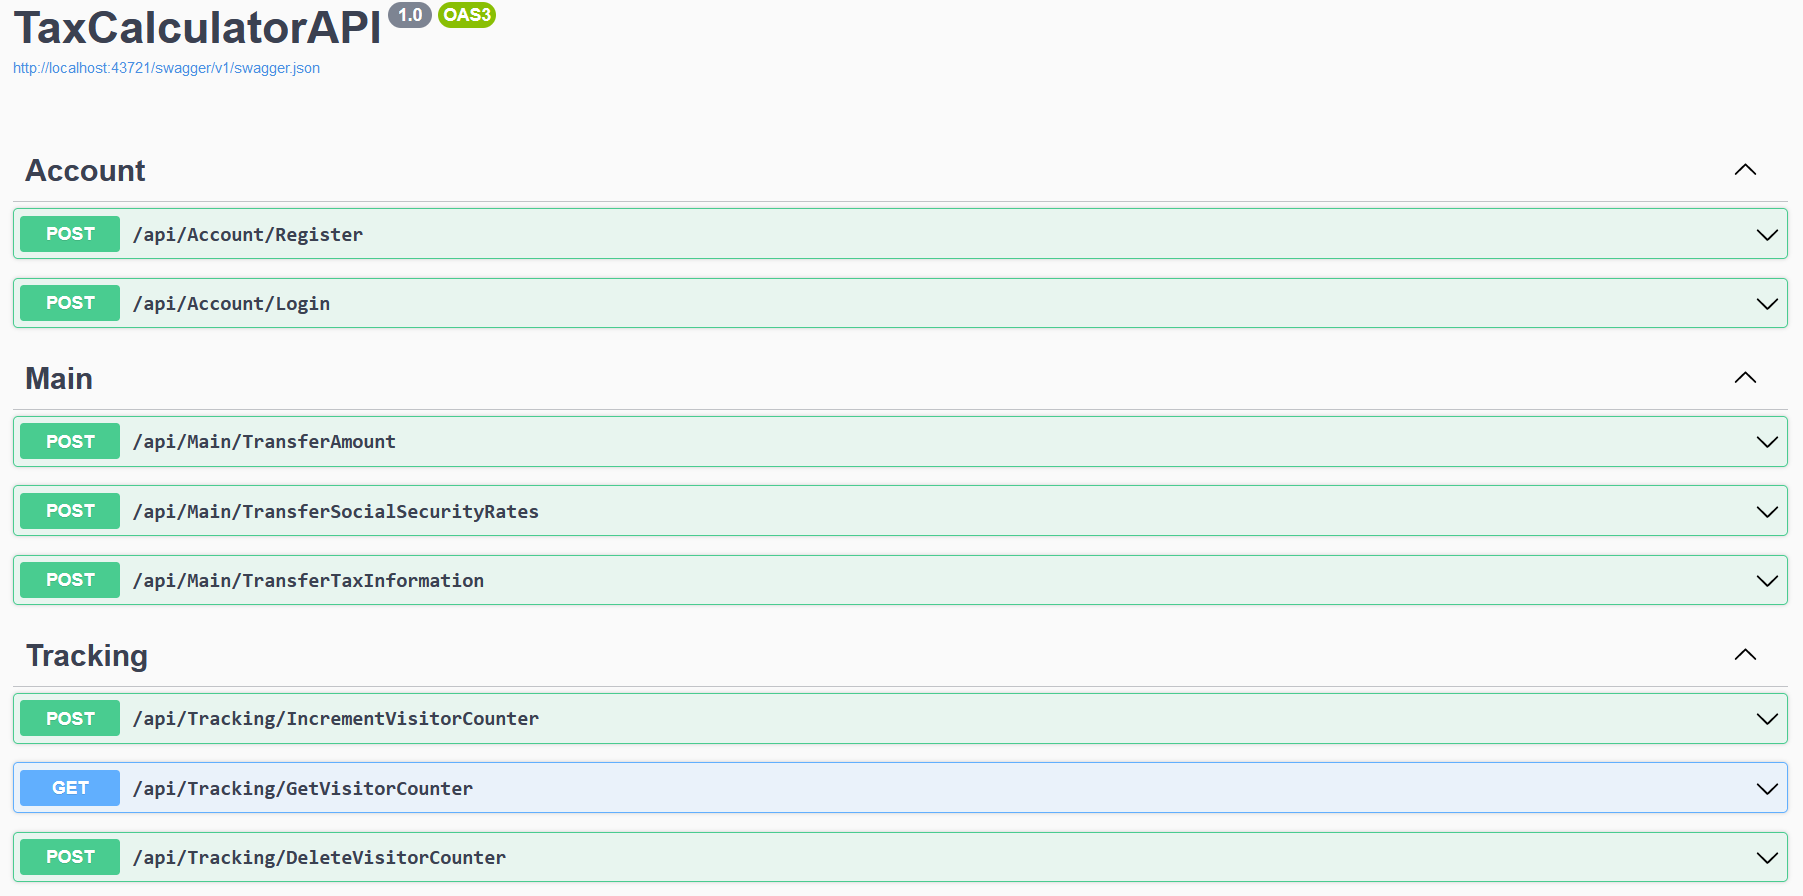 TaxCalculatorAPI 1.0 OAS3
http://localhost:43721/swagger/v1/swagger.json
Account
POST /api/Account/Register
POST /api/Account/Login
Main
POST /api/Main/TransferAmount
POST /api/Main/TransferSocialSecurityRates
POST /api/Main/TransferTaxInformation
Tracking
POST /api/Tracking/IncrementVisitorCounter
GET /api/Tracking/GetVisitorCounter
POST /api/Tracking/DeleteVisitorCounter